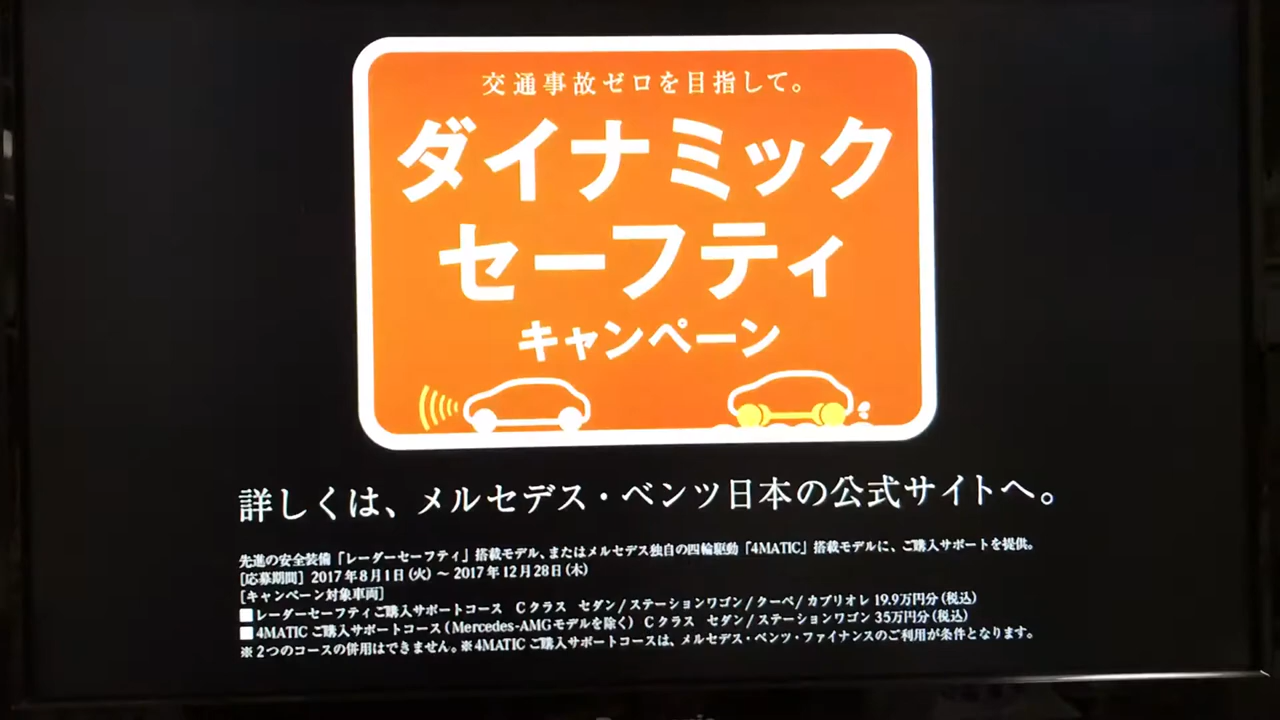 交通事故ゼロを目指して。
ダイナミック
セーフティ
キャンペーン
詳しくは、メルセデス・ベンツ日本の公式サイトへ。
先進の安全装備「レーダーセーフティ」搭載モデル、またはメルセデス独自の四輪駆動「4MATIC」搭載モデルに、ご購入サポートを提供。
[応募期間] 2017年8月1日(火)～2017年12月28日(木)
[キャンペーン対象車両]
■レーダーセーフティご購入サポートコース Cクラス セダン/ステーションワゴン/クーペ/カブリオレ 19.9万円分(税込)
■4MATICご購入サポートコース(Mercedes-AMGモデルを除く) Cクラス セダン/ステーションワゴン 35万円分(税込)
※2つのコースの併用はできません。※4MATICご購入サポートコースは、メルセデス・ベンツ・ファイナンスのご利用が条件となります。